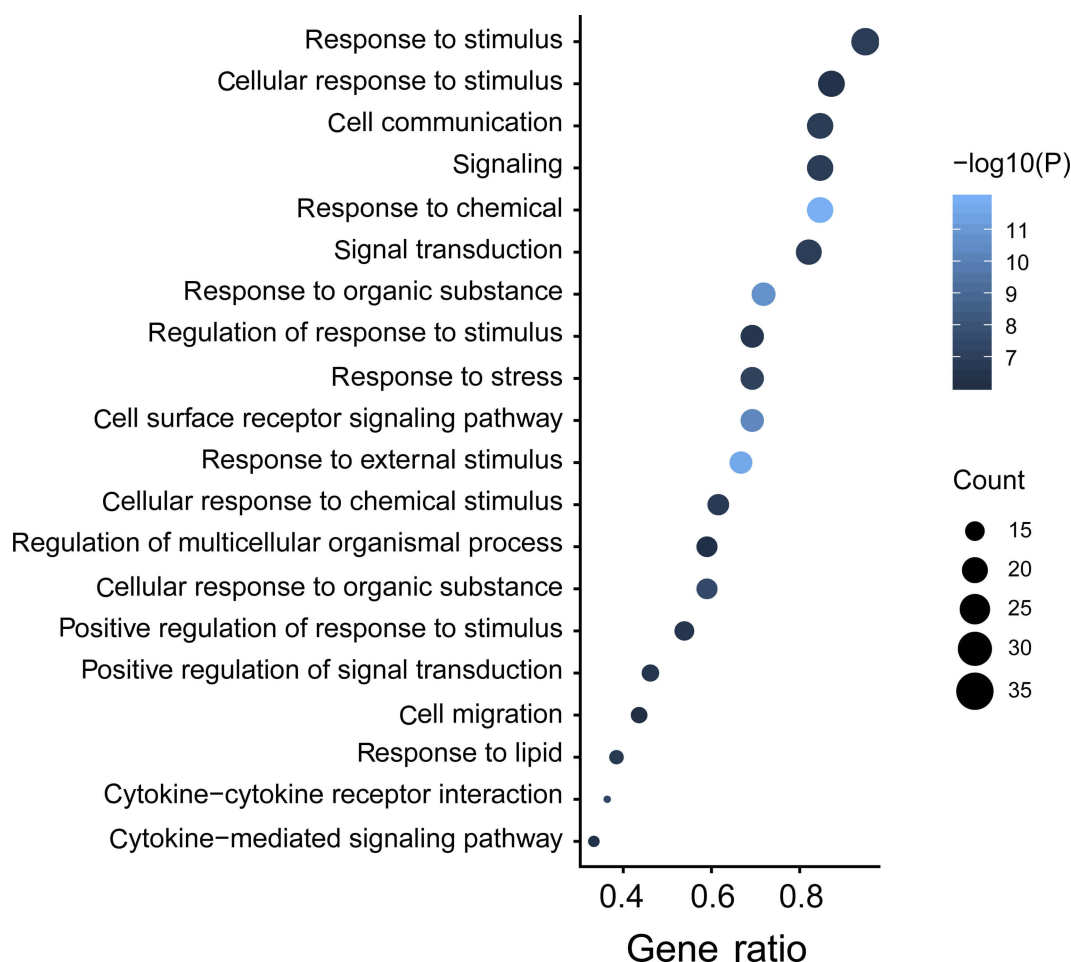 Response to stimulus
Cellular response to stimulus
Cell communication
Signaling
Response to chemical
Signal transduction
Response to organic substance
Regulation of response to stimulus
Response to stress
Cell surface receptor signaling pathway
Response to external stimulus
Cellular response to chemical stimulus
Regulation of multicellular organismal process
Cellular response to organic substance
Positive regulation of response to stimulus
Positive regulation of signal transduction
Cell migration
Response to lipid
Cytokine−cytokine receptor interaction
Cytokine−mediated signaling pathway
0.4 0.6 0.8
Gene ratio
−log10(P)
11
10
9
8
7
Count
15
20
25
30
35